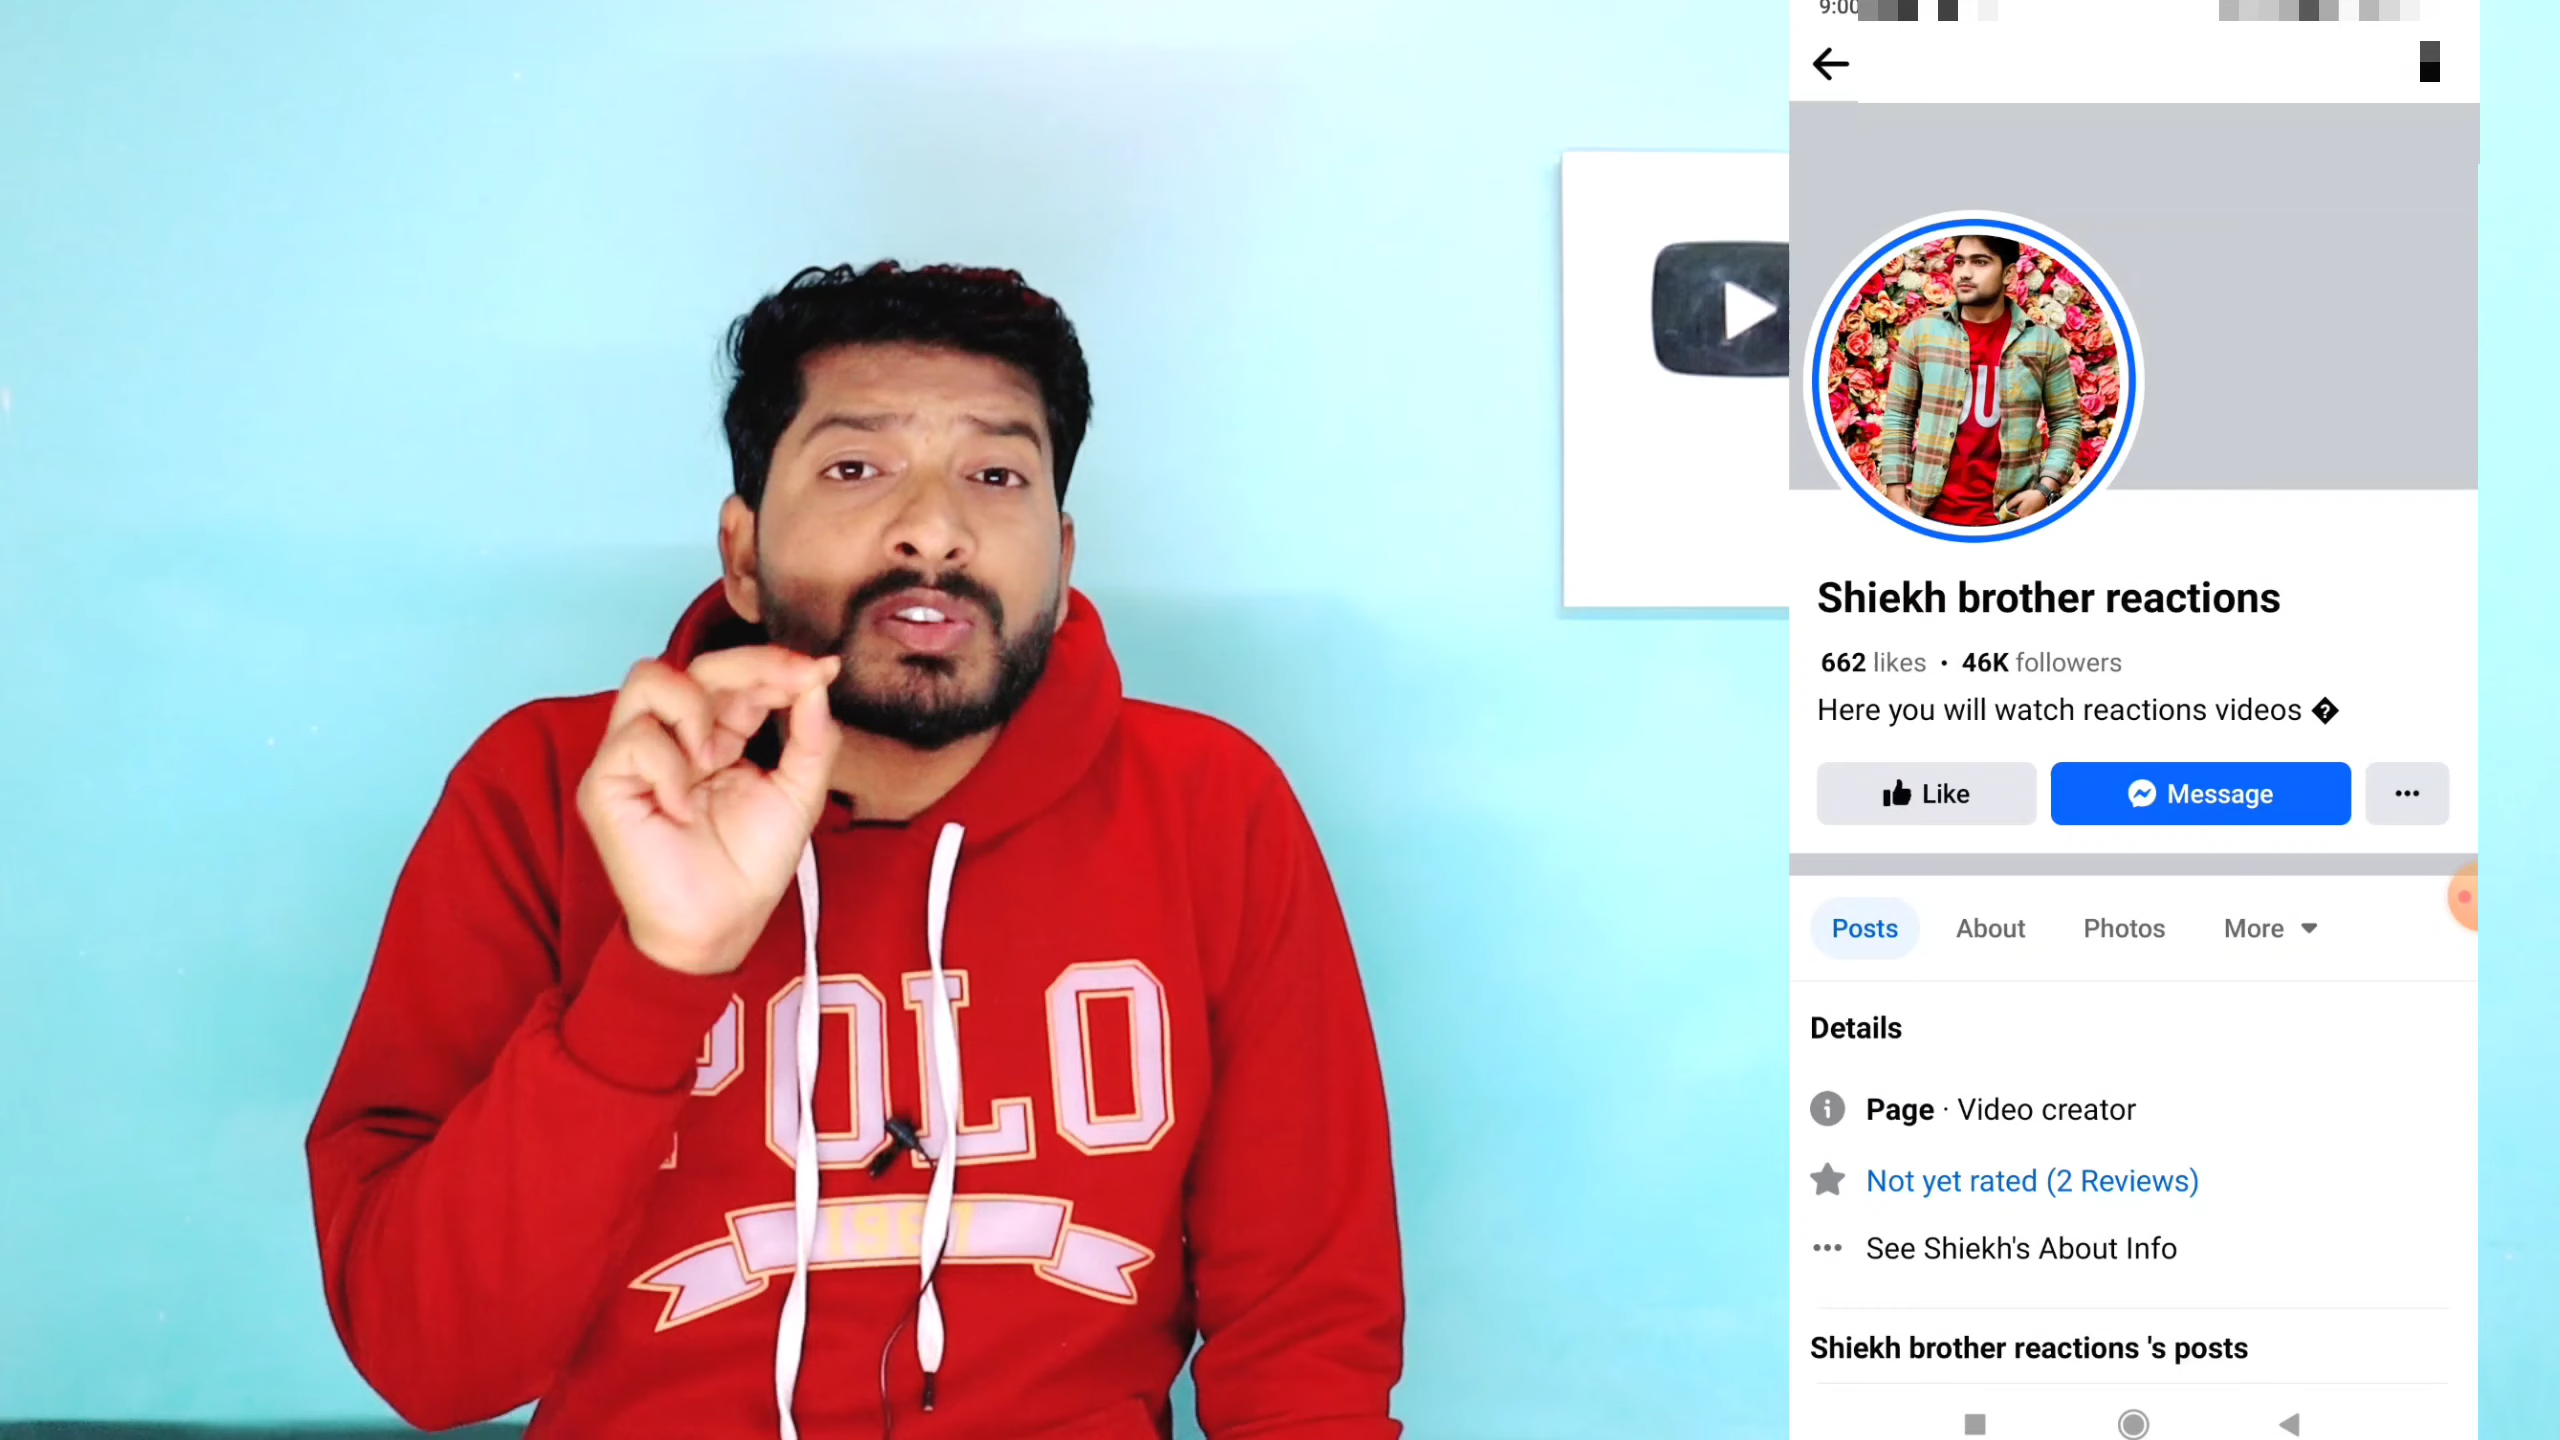 POLO
1967
9:00
OU
Shiekh brother reactions
662 likes • 46K followers
Here you will watch reactions videos �
Like
Message
Posts
About
Photos
More
Details
Page · Video creator
Not yet rated (2 Reviews)
See Shiekh's About Info
Shiekh brother reactions 's posts